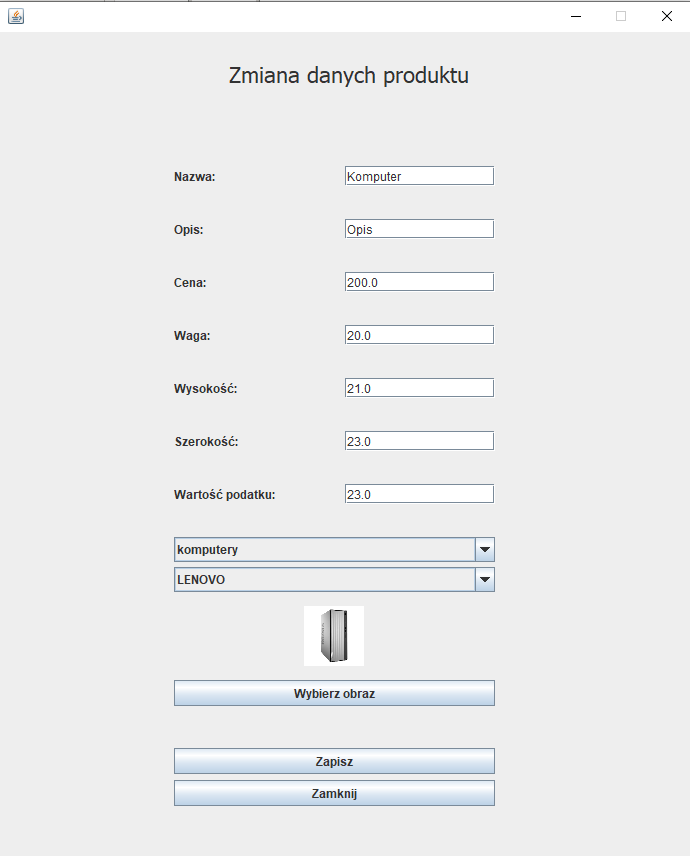 Zmiana danych produktu
Nazwa: Komputer
Opis: Opis
Cena: 200.0
Waga: 20.0
Wysokość: 21.0
Szerokość: 23.0
Wartość podatku: 23.0
komputery
LENOVO
Wybierz obraz
Zapisz
Zamknij